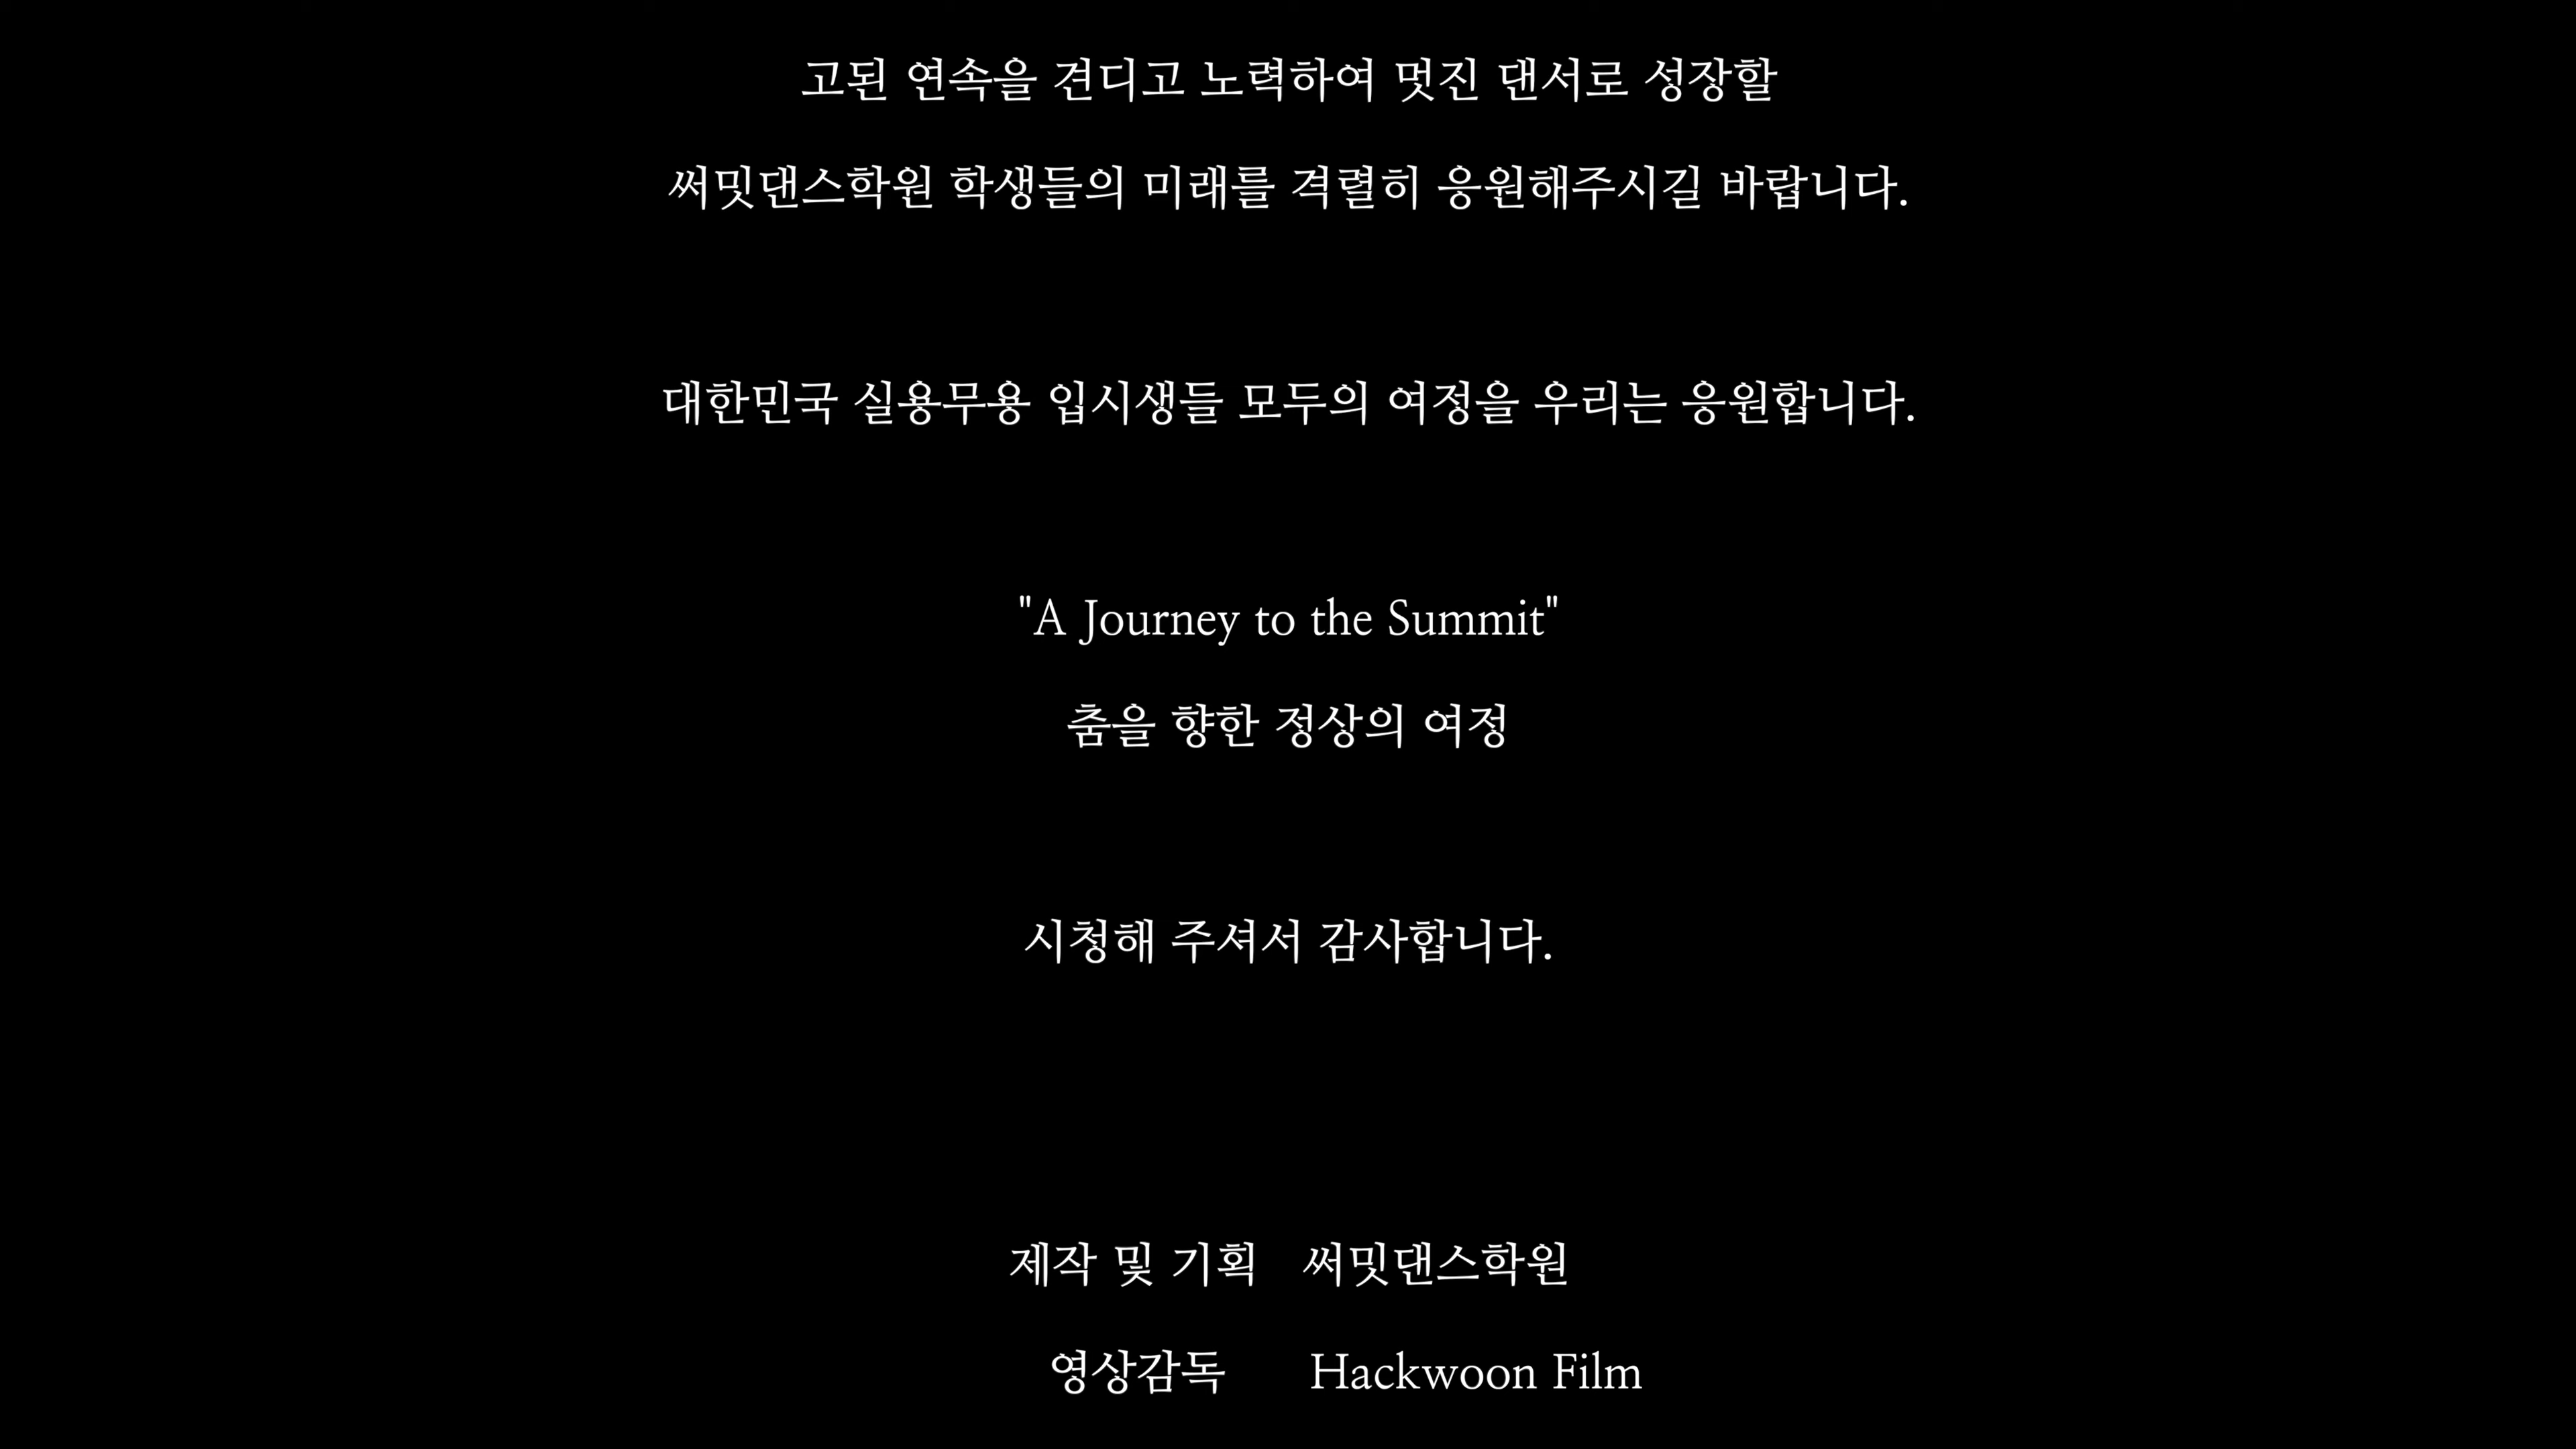 고된 연속을 견디고 노력하여 멋진 댄서로 성장할
써밋댄스학원 학생들의 미래를 격렬히 응원해주시길 바랍니다.
대한민국 실용무용 입시생들 모두의 여정을 우리는 응원합니다.
"A Journey to the Summit"
춤을 향한 정상의 여정
시청해 주셔서 감사합니다.
제작 및 기획 써밋댄스학원
영상감독 Hackwoon Film